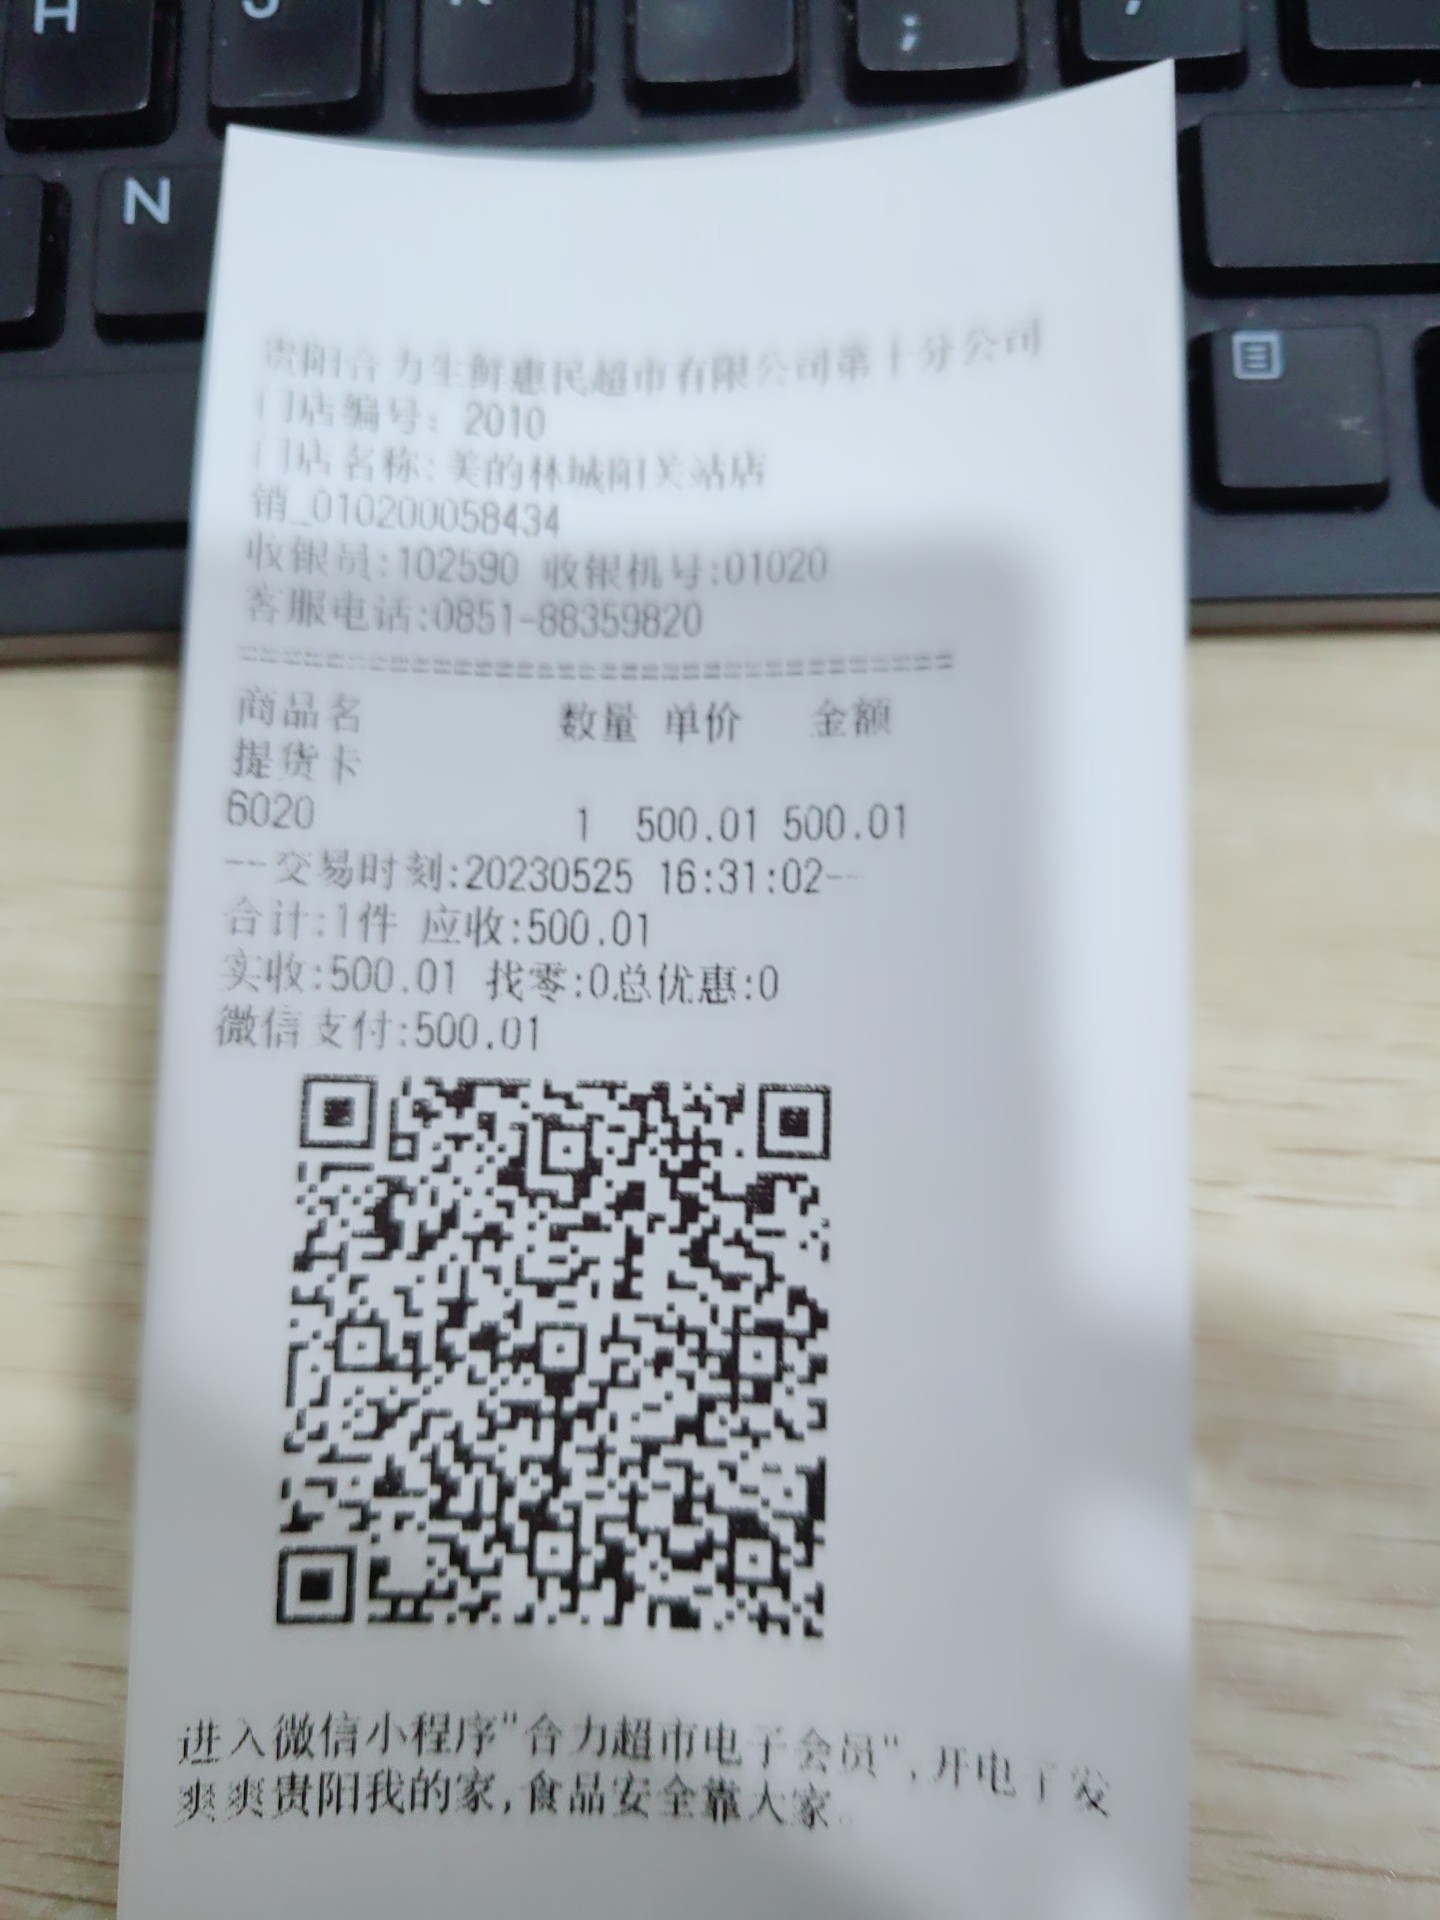 H
J
K
;
N
贵阳合力生鲜惠民超市有限公司第十分公司
门店编号: 2010
门店名称:美的林城阳关站店
销_010200058434
收银员:102590 收银机号:01020
客服电话:0851-88359820
=================================
商品名 数量 单价 金额
提货卡
6020 1 500.01 500.01
--交易时刻:20230525 16:31:02--
合计:1件 应收:500.01
实收:500.01 找零:0总优惠:0
微信支付:500.01
进入微信小程序"合力超市电子会员",开电子发
爽爽贵阳我的家,食品安全靠大家。